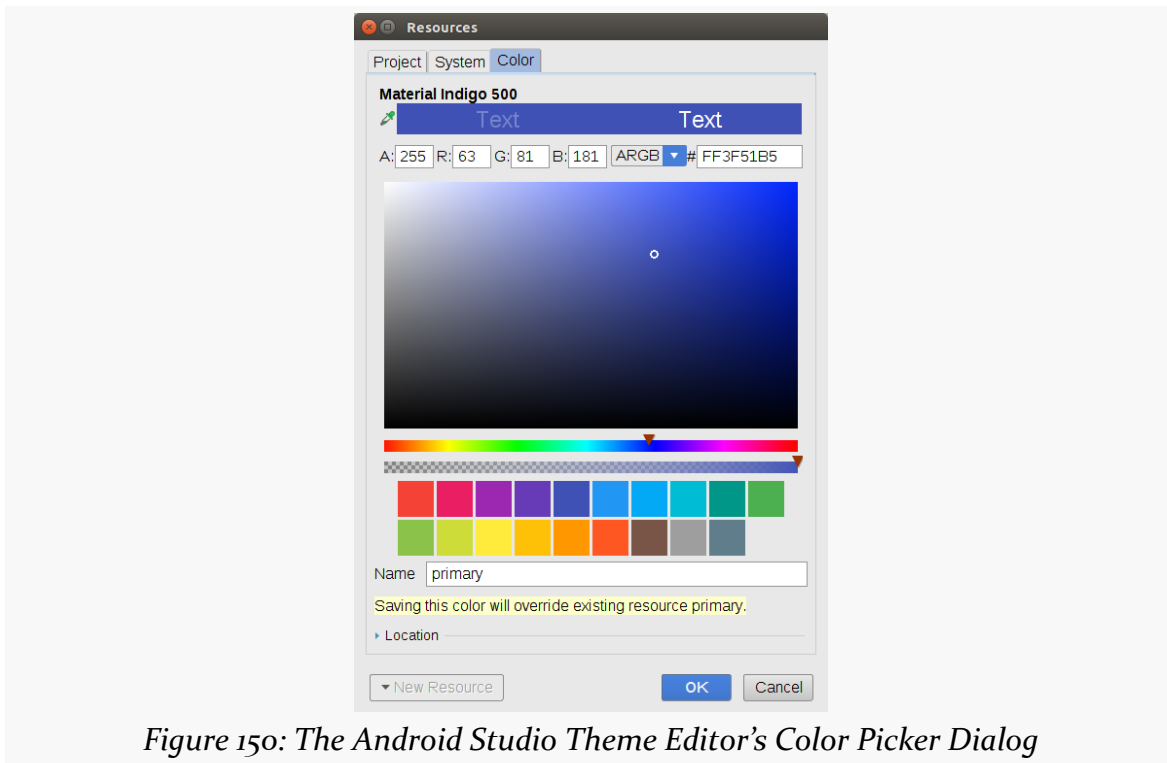 Resources
Project System Color
Material Indigo 500
Text Text
A: 255 R: 63 G: 81 B: 181 ARGB # FF3F51B5
Name primary
Saving this color will override existing resource primary.
Location
New Resource OK Cancel
Figure 150: The Android Studio Theme Editor’s Color Picker Dialog